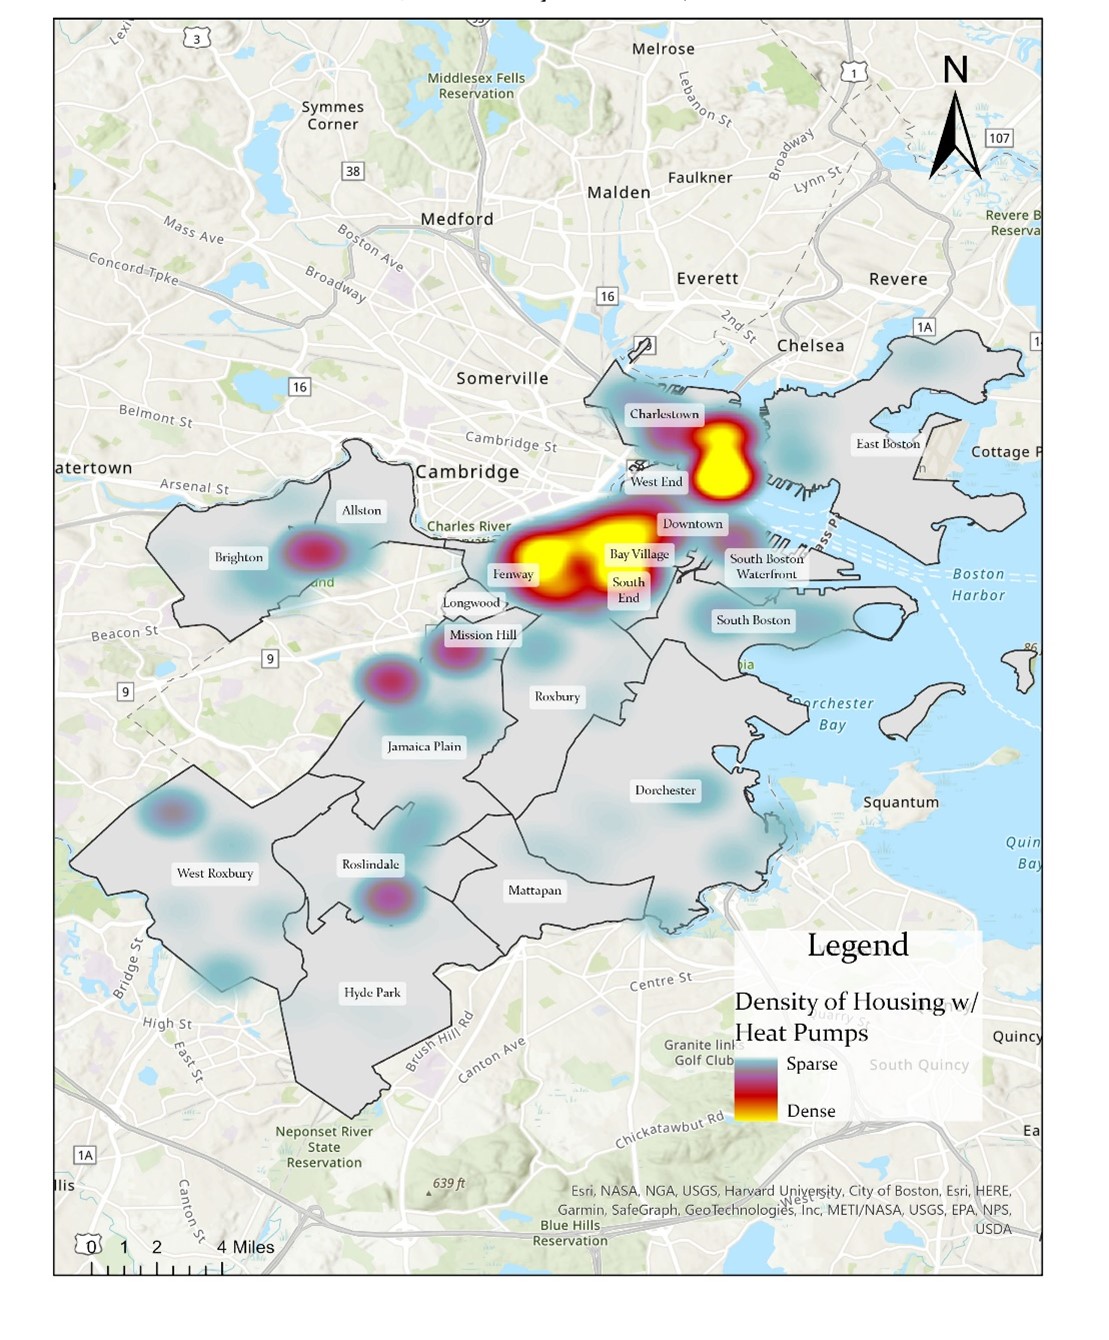 3
Melrose
Middlesex Fells
Reservation
Lebanon St
1
N
Symmes
Corner
107
Broadway
38
Malden
Faulkner
Lynn St
Medford
Mass Ave
Boston Ave
Concord Tpke
Broadway
Everett
Revere
16
2nd St
1A
Chelsea
Somerville
16
Belmont St
Charlestown
Cambridge St
East Boston
Cottage P
atertown
Cambridge
Arsenal St
West End
Allston
Charles River
Downtown
Brighton
Bay Village
South Boston
Waterfront
Fenway
South
End
Boston
Harbor
Longwood
South Boston
Beacon St
Mission Hill
9
9
Roxbury
Dorchester
Bay
Jamaica Plain
Dorchester
Squantum
Quin
Bay
West Roxbury
Roslindale
Mattapan
Bridge St
Legend
Centre St
Hyde Park
Density of Housing w/
Heat Pumps
High St
East St
Brush Hill Rd
Canton Ave
Granite links
Golf Club
Quincy
South Quincy
Sparse
Dense
Chickatawbut Rd
Ea
Neponset River
State
Reservation
1A
639 ft
llis
Canton St
Esri, NASA, NGA, USGS, Harvard University, City of Boston, Esri, HERE,
Garmin, SafeGraph, GeoTechnologies, Inc, METI/NASA, USGS, EPA, NPS,
USDA
Blue Hills
Reservation
0 1 2 4 Miles